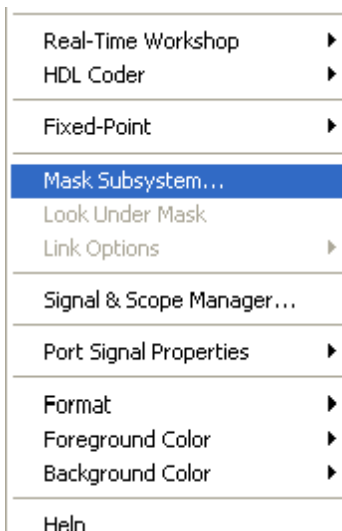 Real-Time Workshop
HDL Coder
Fixed-Point
Mask Subsystem...
Look Under Mask
Link Options
Signal & Scope Manager...
Port Signal Properties
Format
Foreground Color
Background Color
Help